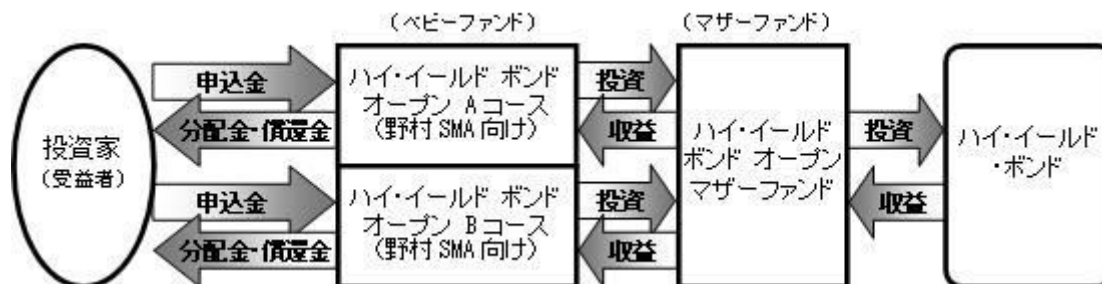 (ベビーファンド)
(マザーファンド)
申込金
分配金・償還金
申込金
分配金・償還金
投資家
(受益者)
ハイ・イールド ボンド
オープン Aコース
(野村SMA向け)
ハイ・イールド ボンド
オープン Bコース
(野村SMA向け)
投資
収益
投資
収益
ハイ・イールド
ボンド オープン
マザーファンド
投資
収益
ハイ・イールド
・ボンド